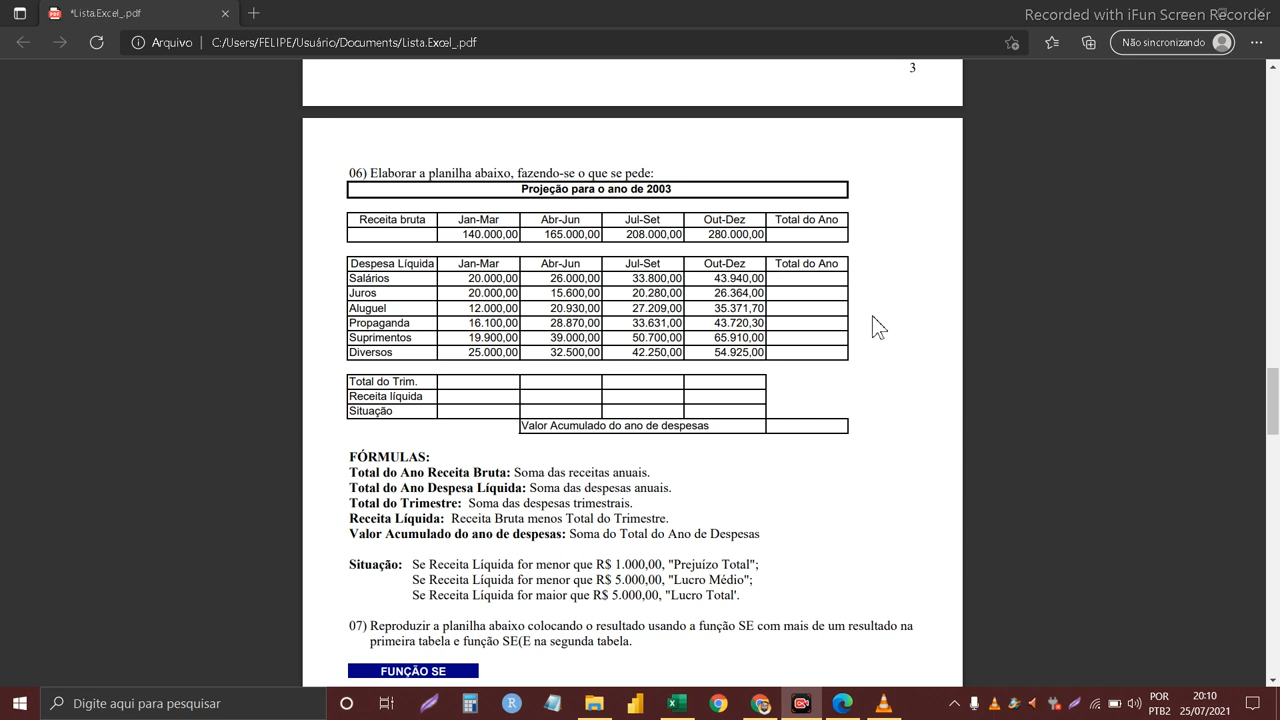 *Lista.Excel_.pdf
Recorded with iFun Screen Recorder
Arquivo | C:/Users/FELIPE/Usuário/Documents/Lista.Excel_.pdf
Não sincronizando
3
06) Elaborar a planilha abaixo, fazendo-se o que se pede:
Projeção para o ano de 2003
Receita bruta Jan-Mar Abr-Jun Jul-Set Out-Dez Total do Ano
140.000,00 165.000,00 208.000,00 280.000,00
Despesa Líquida Jan-Mar Abr-Jun Jul-Set Out-Dez Total do Ano
Salários 20.000,00 26.000,00 33.800,00 43.940,00
Juros 20.000,00 15.600,00 20.280,00 26.364,00
Aluguel 12.000,00 20.930,00 27.209,00 35.371,70
Propaganda 16.100,00 28.870,00 33.631,00 43.720,30
Suprimentos 19.900,00 39.000,00 50.700,00 65.910,00
Diversos 25.000,00 32.500,00 42.250,00 54.925,00
Total do Trim.
Receita líquida
Situação
Valor Acumulado do ano de despesas
FÓRMULAS:
Total do Ano Receita Bruta: Soma das receitas anuais.
Total do Ano Despesa Líquida: Soma das despesas anuais.
Total do Trimestre: Soma das despesas trimestrais.
Receita Líquida: Receita Bruta menos Total do Trimestre.
Valor Acumulado do ano de despesas: Soma do Total do Ano de Despesas
Situação: Se Receita Líquida for menor que R$ 1.000,00, "Prejuízo Total";
Se Receita Líquida for menor que R$ 5.000,00, "Lucro Médio";
Se Receita Líquida for maior que R$ 5.000,00, "Lucro Total'.
07) Reproduzir a planilha abaixo colocando o resultado usando a função SE com mais de um resultado na
primeira tabela e função SE(E na segunda tabela.
FUNÇÃO SE
Digite aqui para pesquisar
POR
PTB2
20:10
25/07/2021